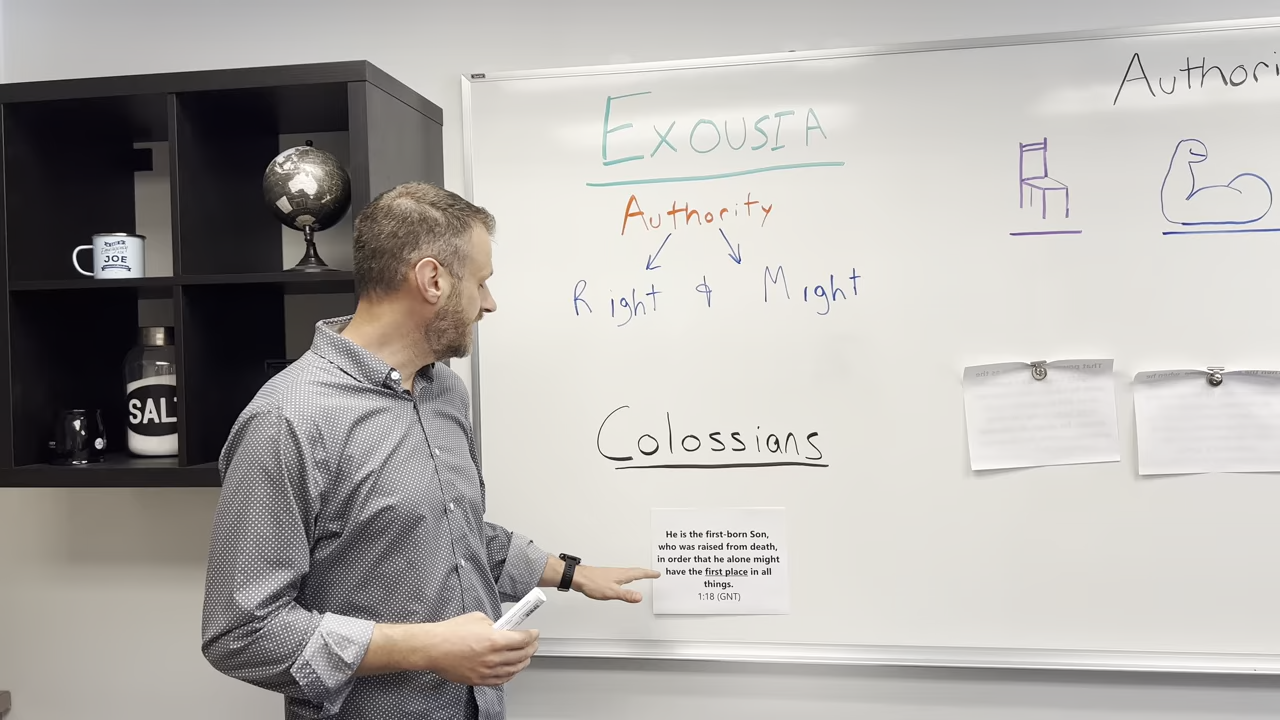 EXOUSIA
Authority
Right & Might
Colossians
He is the first-born Son,
who was raised from death,
in order that he alone might
have the first place in all
things.
1:18 (GNT)
Authori
JOE
SALT